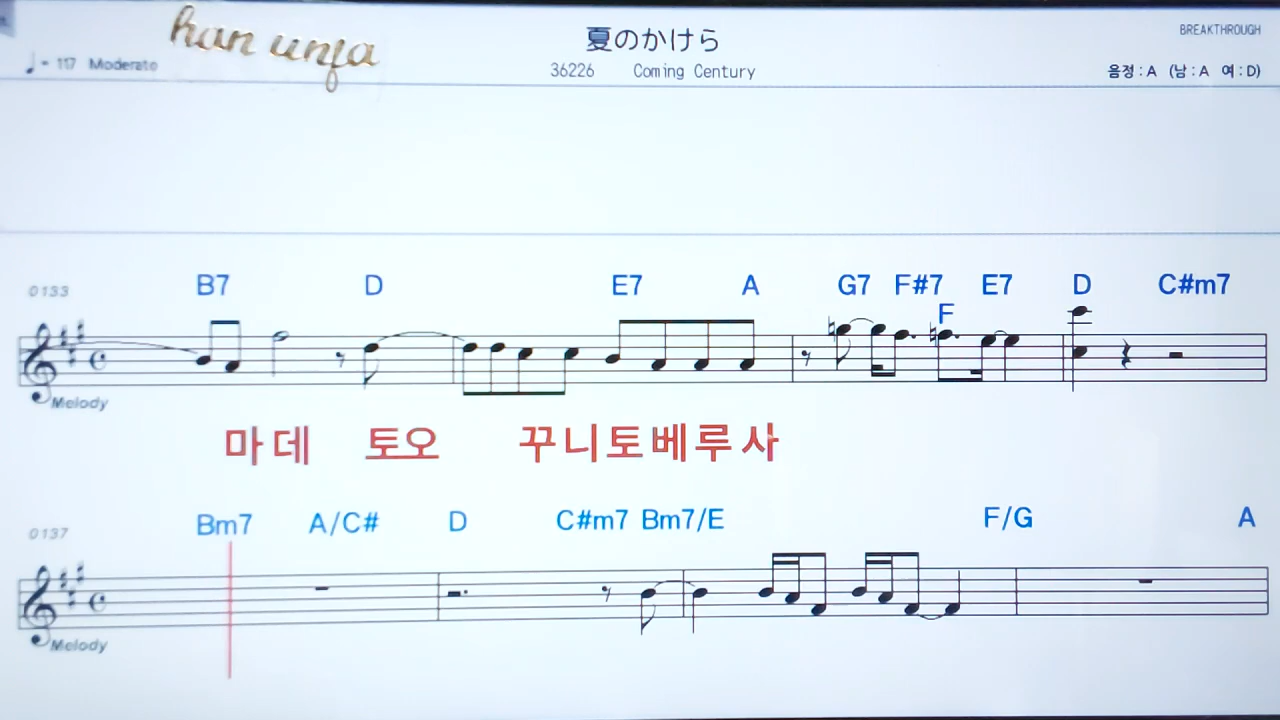 han unfa
夏のかけら
BREAKTHROUGH
♩= 117 Moderato
36226 Coming Century
음정 : A (남 : A 여 : D)
0133 B7 D E7 A G7 F#7 E7 D C#m7
F
Melody
마데 토오 꾸니토베루사
0137 Bm7 A/C# D C#m7 Bm7/E F/G A
Melody